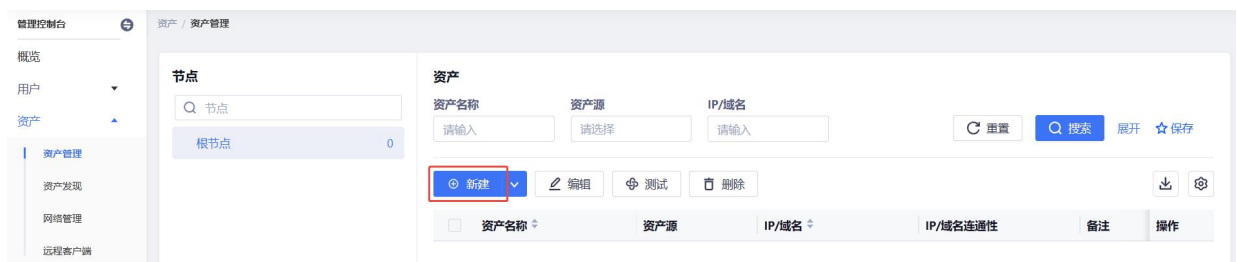 管理控制台
资产 / 资产管理
概览
用户
资产
资产管理
资产发现
网络管理
远程客户端
节点
节点
根节点 0
资产
资产名称 资产源 IP/域名
请输入 请选择 请输入 重置 搜索 展开 保存
新建 编辑 测试 删除
资产名称 资产源 IP/域名 IP/域名连通性 备注 操作